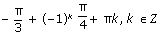 -π/3 + (-1)ᵏ π/4 + πk, k ∈ Z